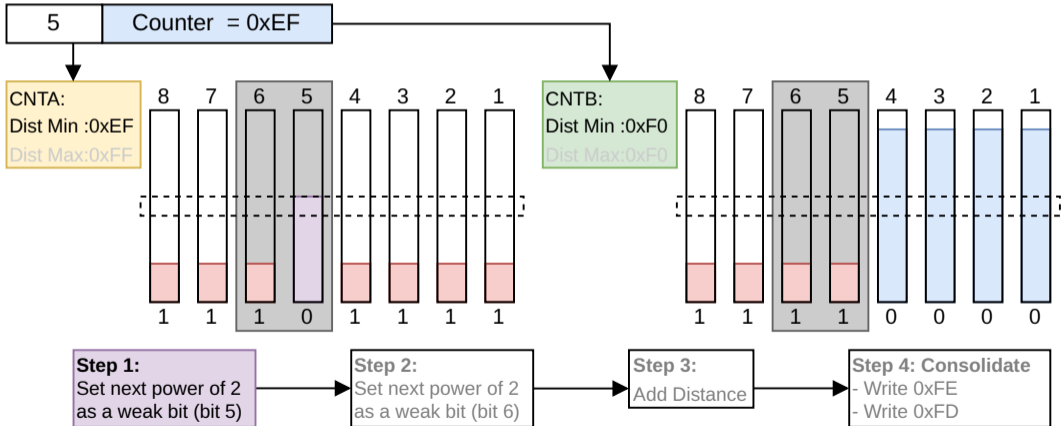 5 Counter = 0xEF
CNTA:
Dist Min :0xEF
Dist Max:0xFF
8 7 6 5 4 3 2 1
1 1 1 0 1 1 1 1
CNTB:
Dist Min :0xF0
Dist Max:0xF0
8 7 6 5 4 3 2 1
1 1 1 1 0 0 0 0
Step 1:
Set next power of 2
as a weak bit (bit 5)
Step 2:
Set next power of 2
as a weak bit (bit 6)
Step 3:
Add Distance
Step 4: Consolidate
- Write 0xFE
- Write 0xFD